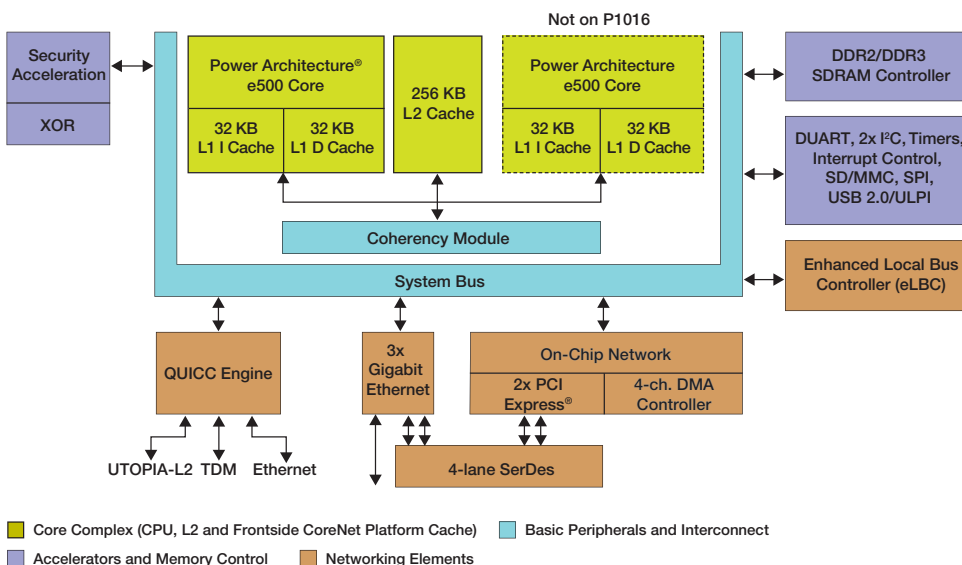 Not on P1016
Security
Acceleration
XOR
Power Architecture®
e500 Core
32 KB
L1 I Cache
32 KB
L1 D Cache
256 KB
L2 Cache
Power Architecture
e500 Core
32 KB
L1 I Cache
32 KB
L1 D Cache
DDR2/DDR3
SDRAM Controller
DUART, 2x I²C, Timers,
Interrupt Control,
SD/MMC, SPI,
USB 2.0/ULPI
Coherency Module
System Bus
Enhanced Local Bus
Controller (eLBC)
QUICC Engine
3x
Gigabit
Ethernet
On-Chip Network
2x PCI
Express®
4-ch. DMA
Controller
UTOPIA-L2
TDM
Ethernet
4-lane SerDes
Core Complex (CPU, L2 and Frontside CoreNet Platform Cache)
Basic Peripherals and Interconnect
Accelerators and Memory Control
Networking Elements